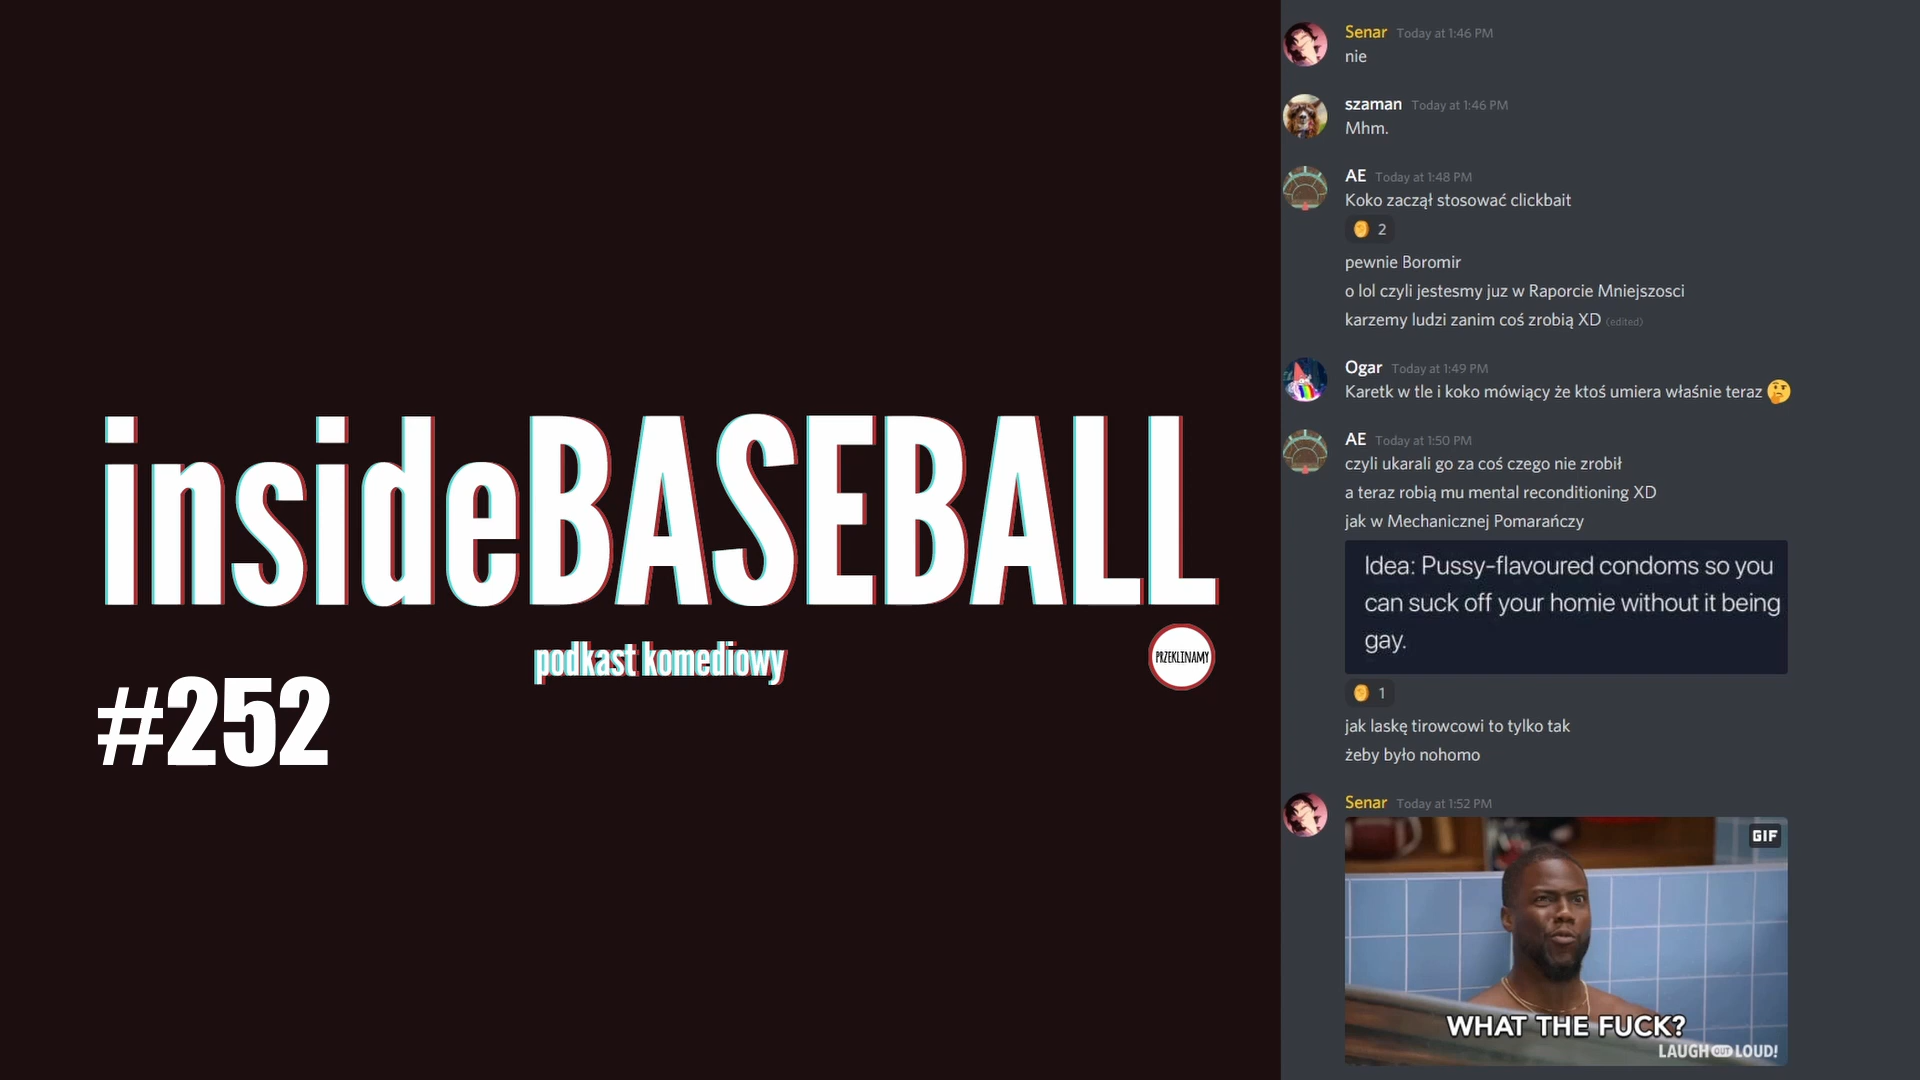 insideBASEBALL
podkast komediowy
PRZEKLINAMY
#252
Senar Today at 1:46 PM
nie
szaman Today at 1:46 PM
Mhm.
AE Today at 1:48 PM
Koko zaczął stosować clickbait
2
pewnie Boromir
o lol czyli jestesmy juz w Raporcie Mniejszosci
karzemy ludzi zanim coś zrobią XD (edited)
Ogar Today at 1:49 PM
Karetk w tle i koko mówiący że ktoś umiera właśnie teraz 🤔
AE Today at 1:50 PM
czyli ukarali go za coś czego nie zrobił
a teraz robią mu mental reconditioning XD
jak w Mechanicznej Pomarańczy
Idea: Pussy-flavoured condoms so you
can suck off your homie without it being
gay.
1
jak laskę tirowcowi to tylko tak
żeby było nohomo
Senar Today at 1:52 PM
GIF
WHAT THE FUCK?
LAUGH OUT LOUD!